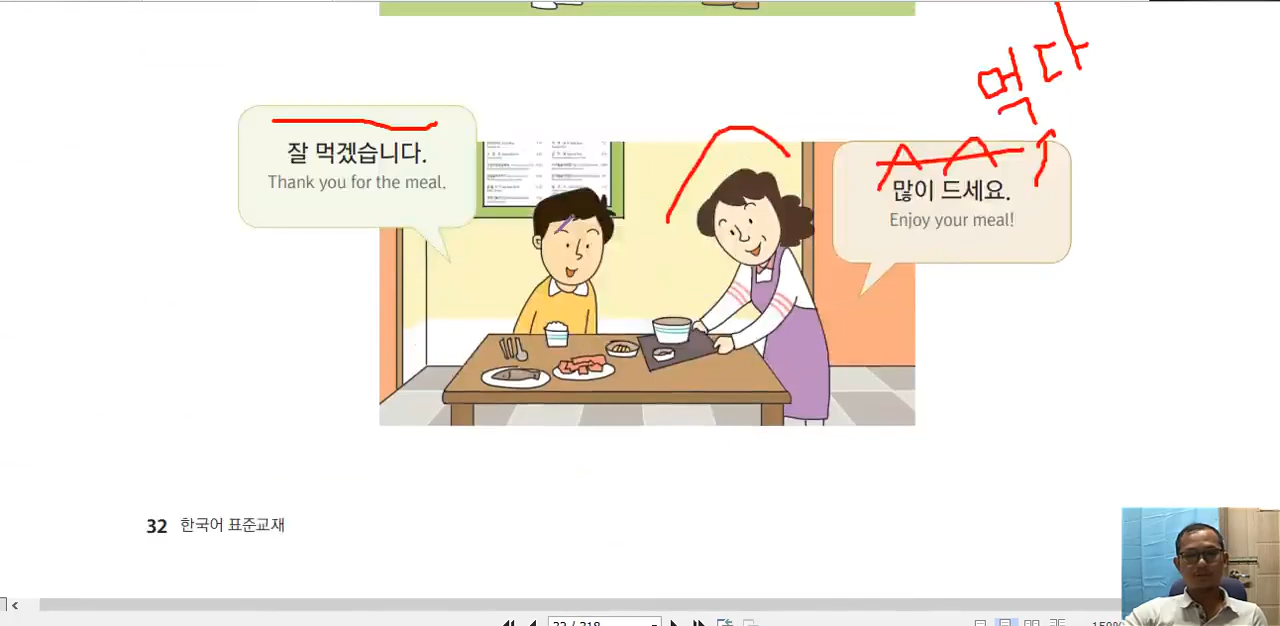 먹다
잘 먹겠습니다.
Thank you for the meal.
많이 드세요.
Enjoy your meal!
32 한국어 표준교재